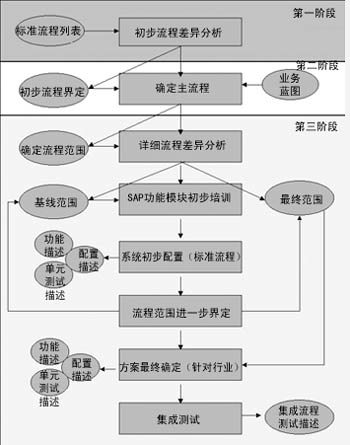 第一阶段
标准流程列表
初步流程差异分析
第二阶段
初步流程界定
确定主流程
业务
蓝图
第三阶段
确定流程范围
详细流程差异分析
基线范围
SAP功能模块初步培训
最终范围
功能
描述
配置
描述
单元
测试
描述
系统初步配置(标准流程)
流程范围进一步界定
功能
描述
配置
描述
单元
测试
描述
方案最终确定(针对行业)
集成测试
集成流程
测试描述